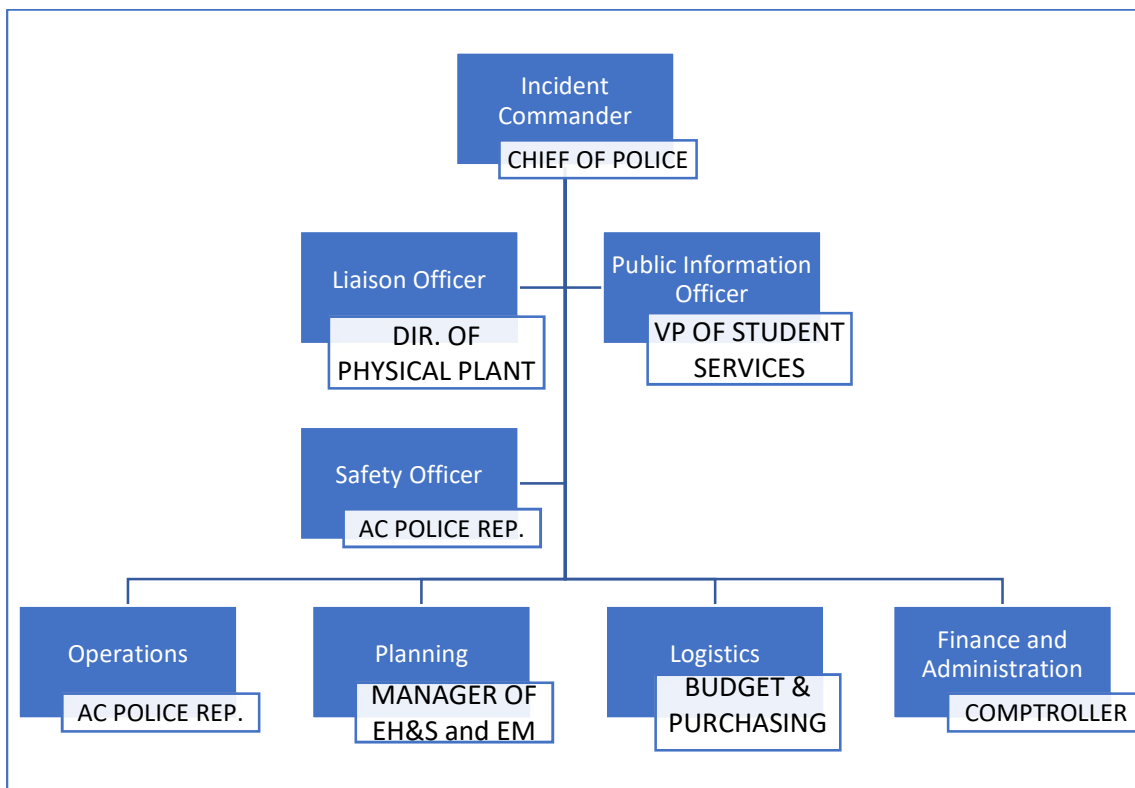 Incident
Commander
CHIEF OF POLICE
Liaison Officer
DIR. OF
PHYSICAL PLANT
Public Information
Officer
VP OF STUDENT
SERVICES
Safety Officer
AC POLICE REP.
Operations
AC POLICE REP.
Planning
MANAGER OF
EH&S and EM
Logistics
BUDGET &
PURCHASING
Finance and
Administration
COMPTROLLER